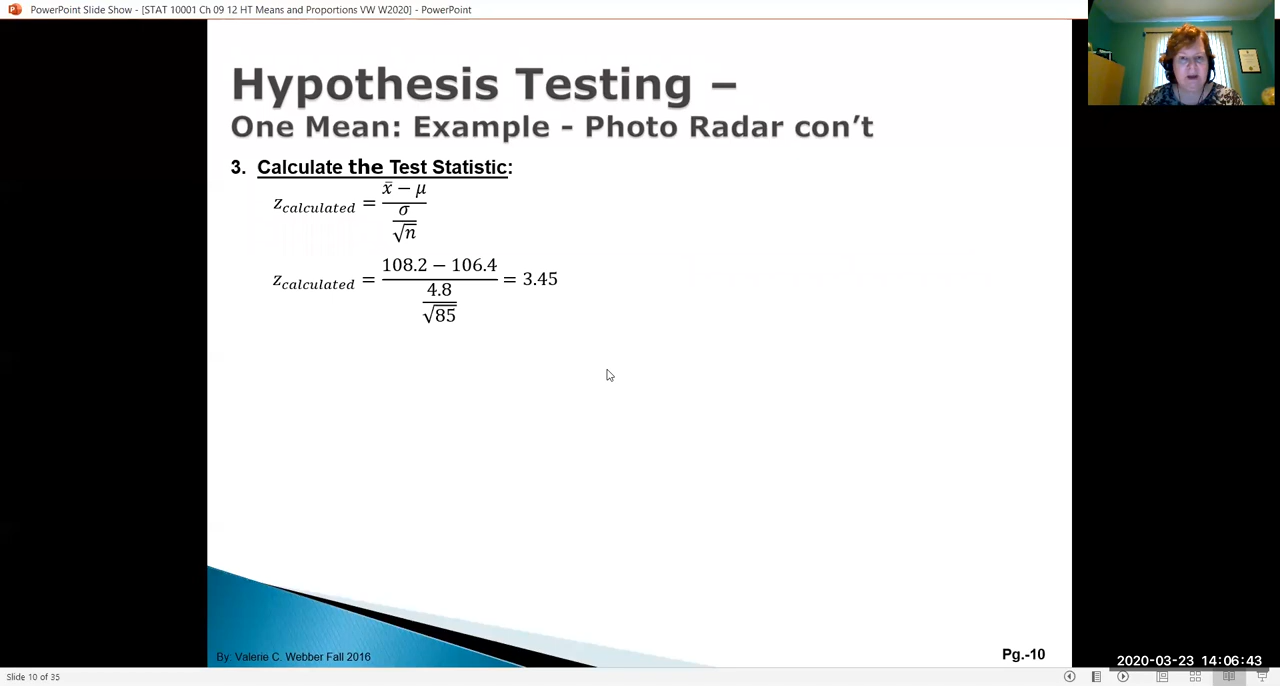 PowerPoint Slide Show - [STAT 10001 Ch 09 12 HT Means and Proportions VW W2020] - PowerPoint
Hypothesis Testing –
One Mean: Example - Photo Radar con’t
3. Calculate the Test Statistic:
z_calculated = (x̄ − μ) / (σ / √n)
z_calculated = (108.2 − 106.4) / (4.8 / √85) = 3.45
By: Valerie C. Webber Fall 2016
Pg.-10
2020-03-23 14:06:43
Slide 10 of 35